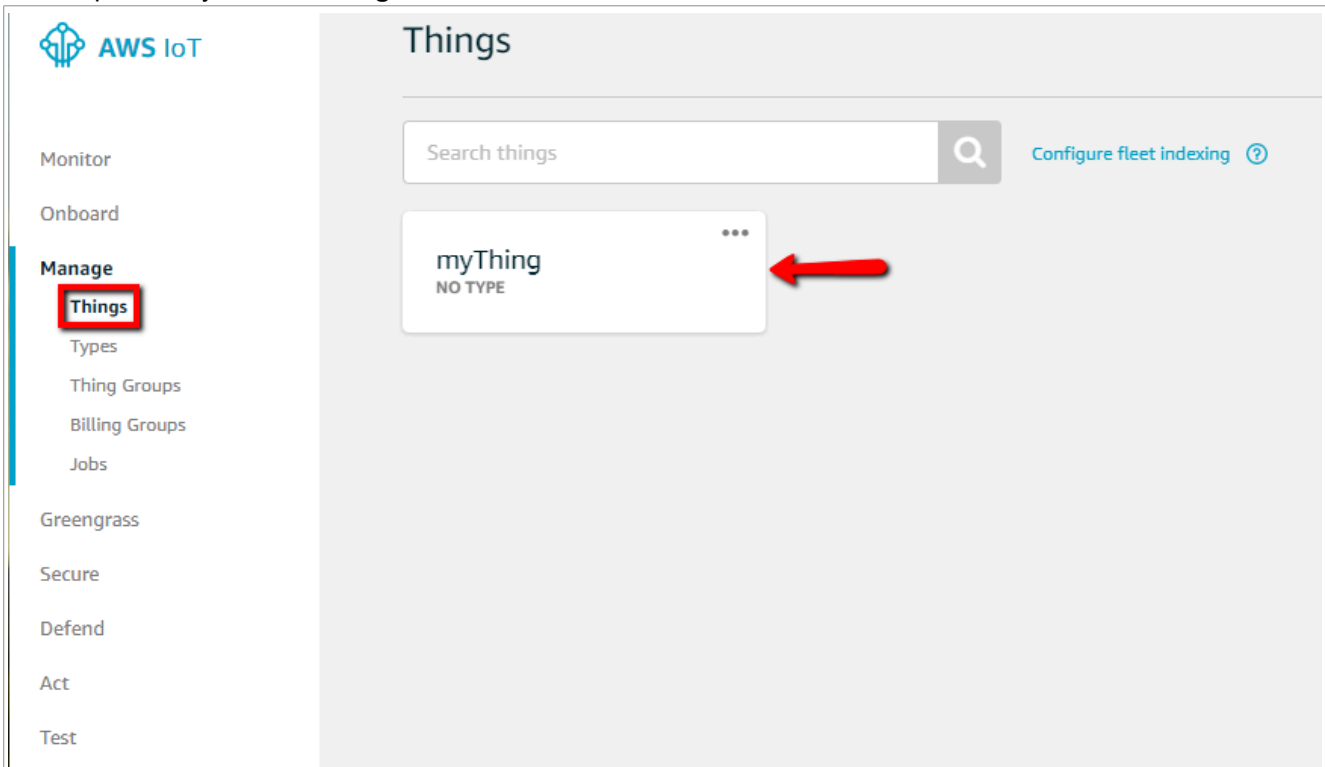 AWS IoT
Things
Monitor
Search things
Configure fleet indexing ?
Onboard
myThing
NO TYPE
Manage
Things
Types
Thing Groups
Billing Groups
Jobs
Greengrass
Secure
Defend
Act
Test